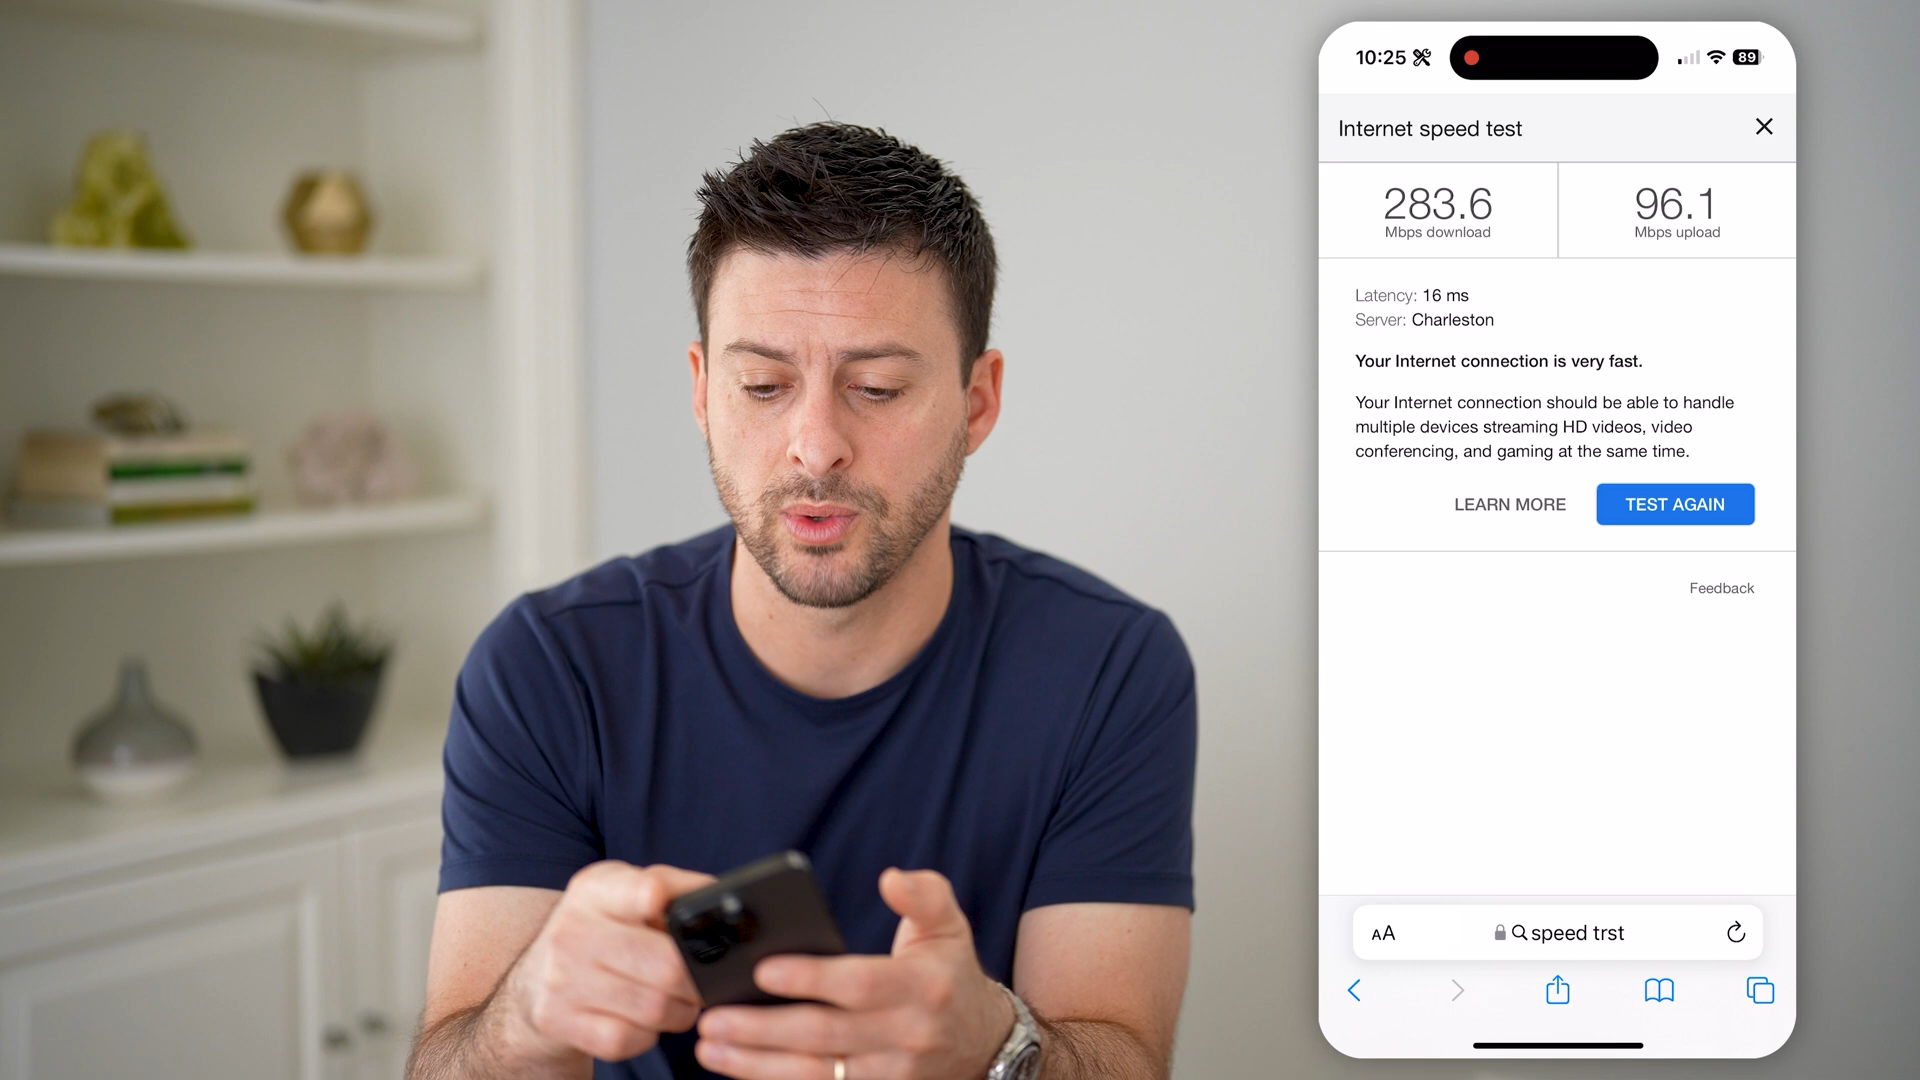 10:25
89
Internet speed test
283.6
Mbps download
96.1
Mbps upload
Latency: 16 ms
Server: Charleston
Your Internet connection is very fast.
Your Internet connection should be able to handle
multiple devices streaming HD videos, video
conferencing, and gaming at the same time.
LEARN MORE
TEST AGAIN
Feedback
AA
speed trst